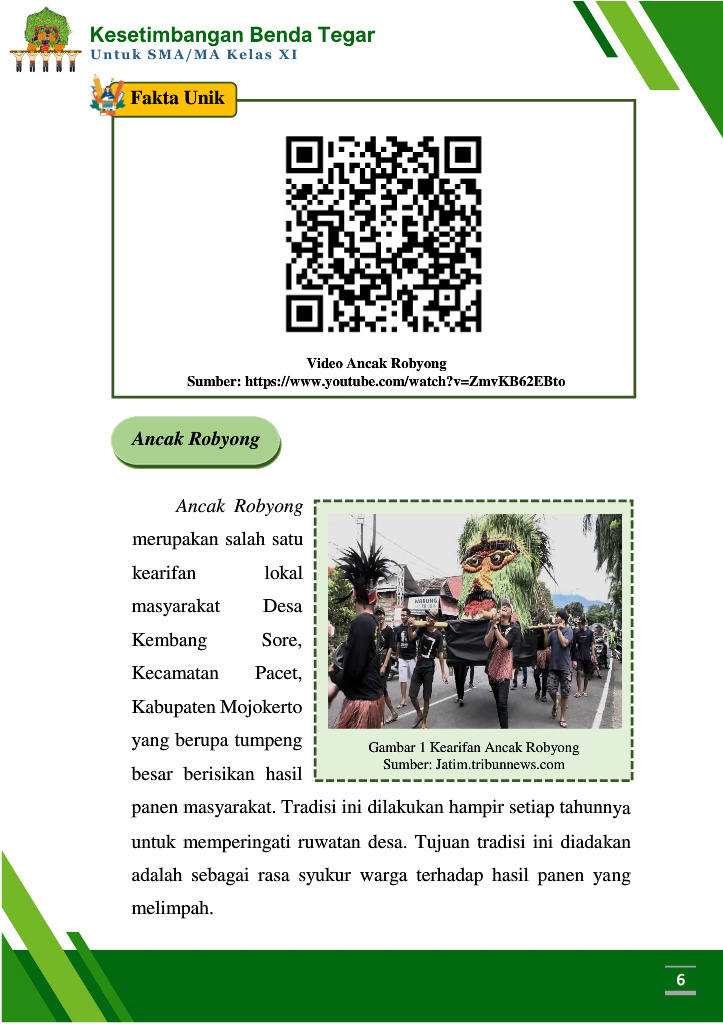 Kesetimbangan Benda Tegar
Untuk SMA/MA Kelas XI
Fakta Unik
Video Ancak Robyong
Sumber: https://www.youtube.com/watch?v=ZmvKB62EBto
Ancak Robyong
Ancak Robyong
merupakan salah satu
kearifan lokal
masyarakat Desa
Kembang Sore,
Kecamatan Pacet,
Kabupaten Mojokerto
yang berupa tumpeng
besar berisikan hasil
WARUNG
Gambar 1 Kearifan Ancak Robyong
Sumber: Jatim.tribunnews.com
panen masyarakat. Tradisi ini dilakukan hampir setiap tahunnya
untuk memperingati ruwatan desa. Tujuan tradisi ini diadakan
adalah sebagai rasa syukur warga terhadap hasil panen yang
melimpah.
6